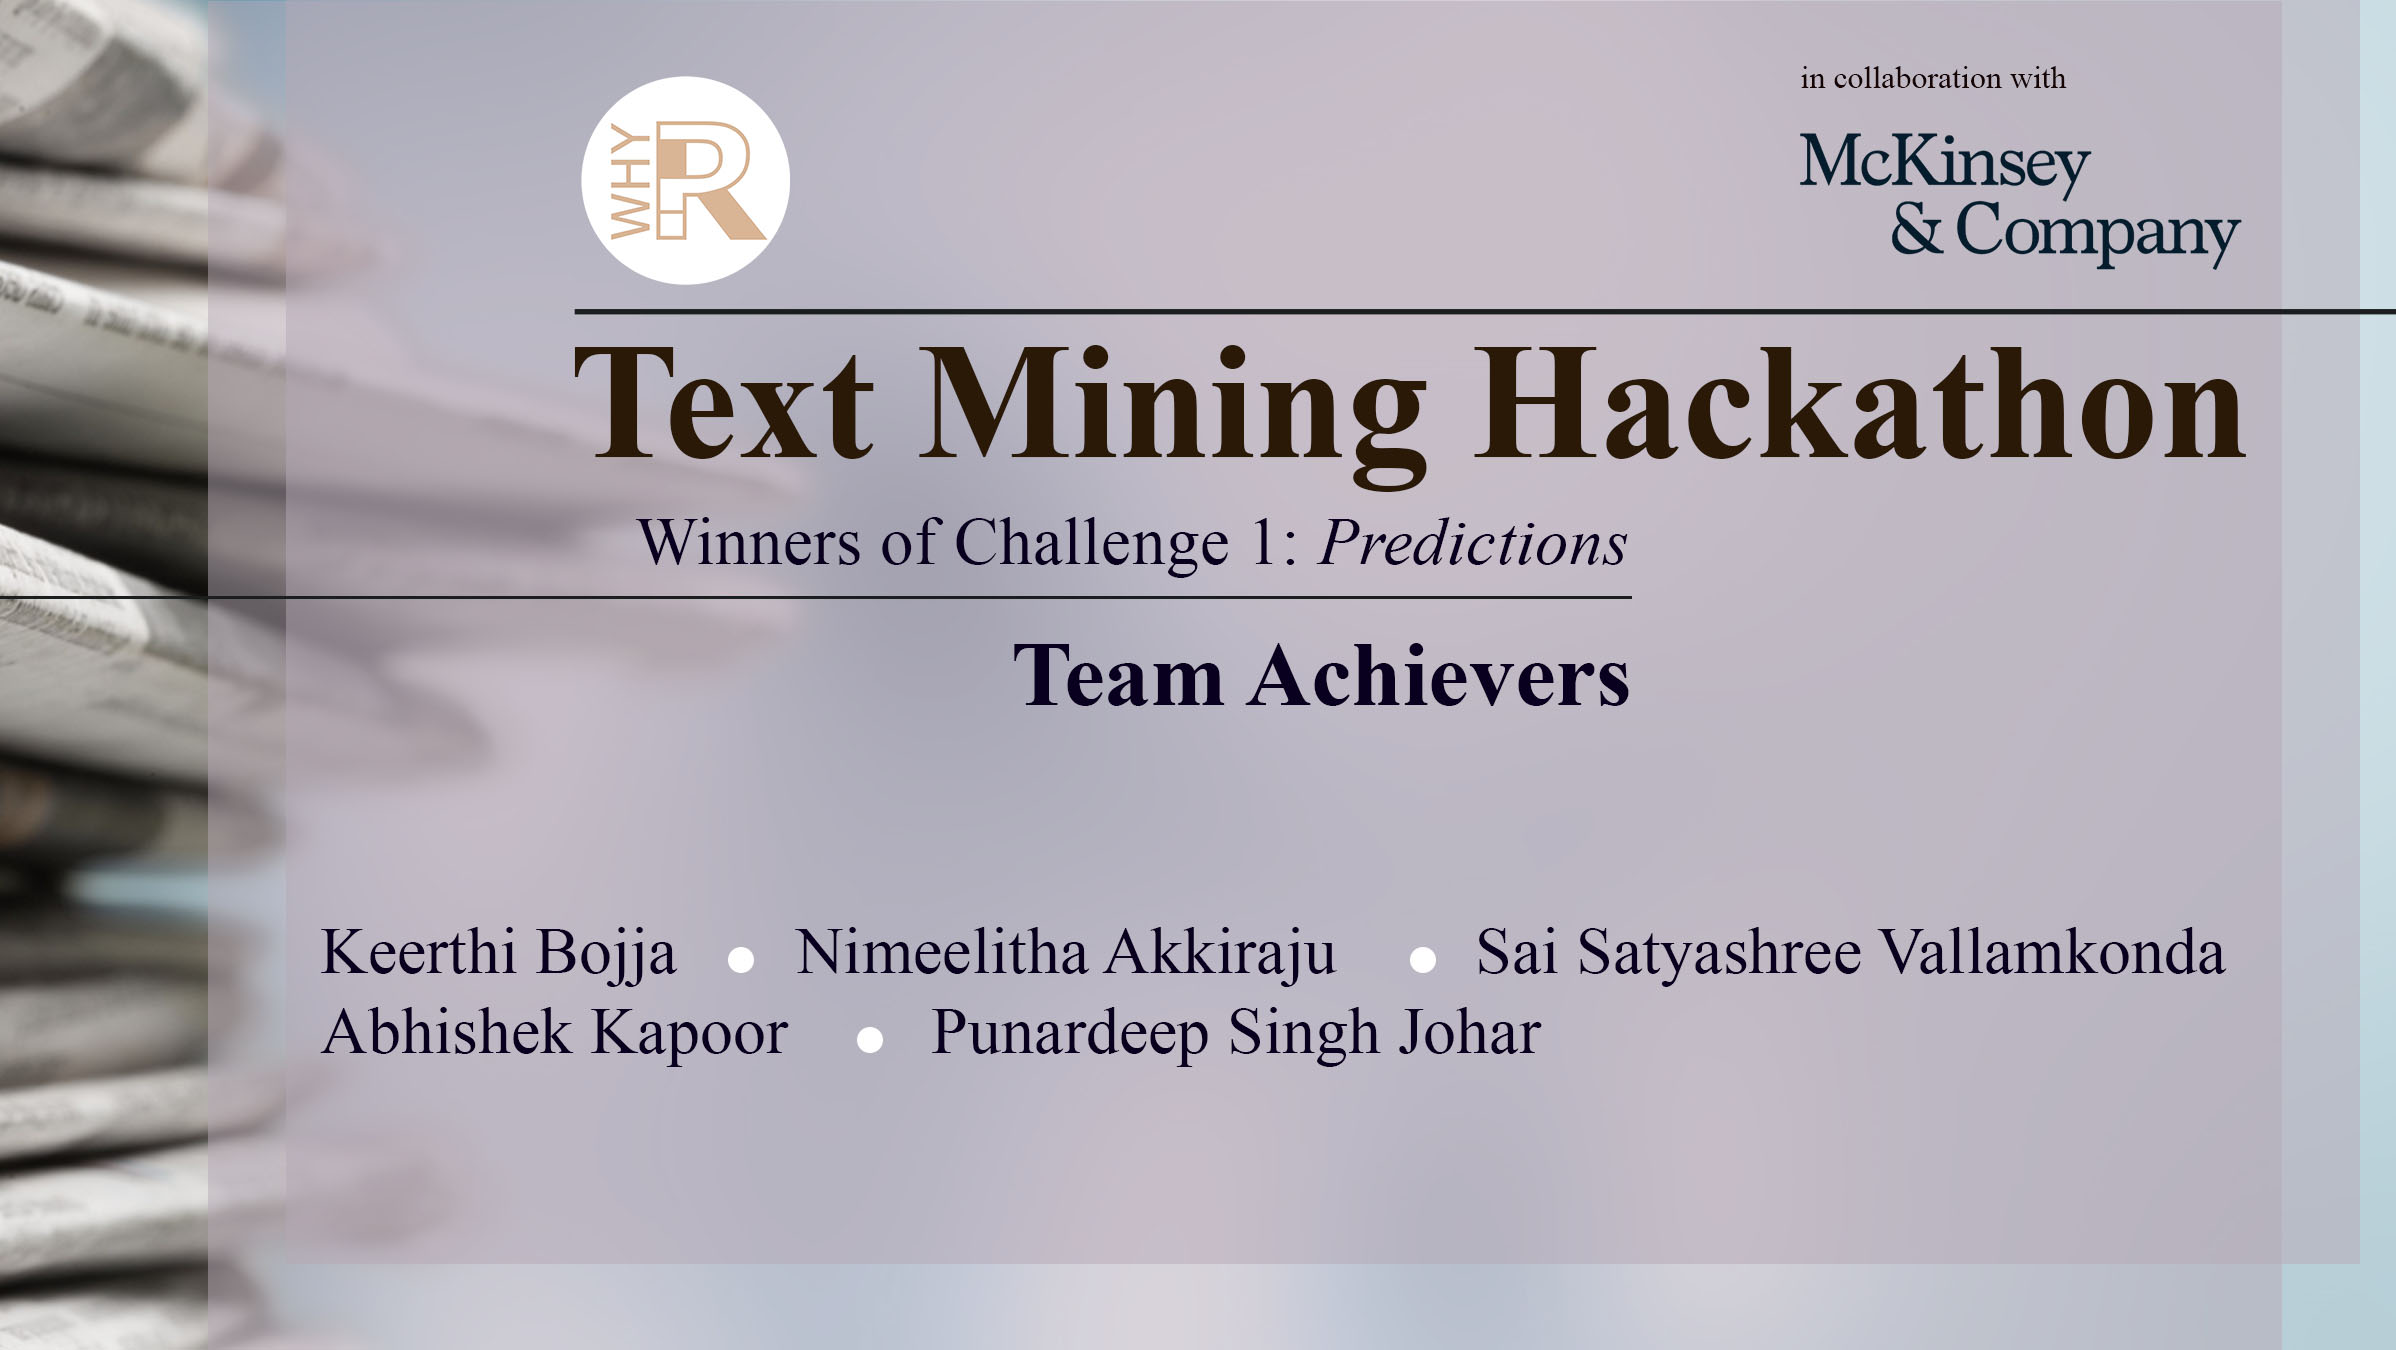 WHY R
in collaboration with
McKinsey
& Company
Text Mining Hackathon
Winners of Challenge 1: Predictions
Team Achievers
Keerthi Bojja • Nimeelitha Akkiraju • Sai Satyashree Vallamkonda
Abhishek Kapoor • Punardeep Singh Johar